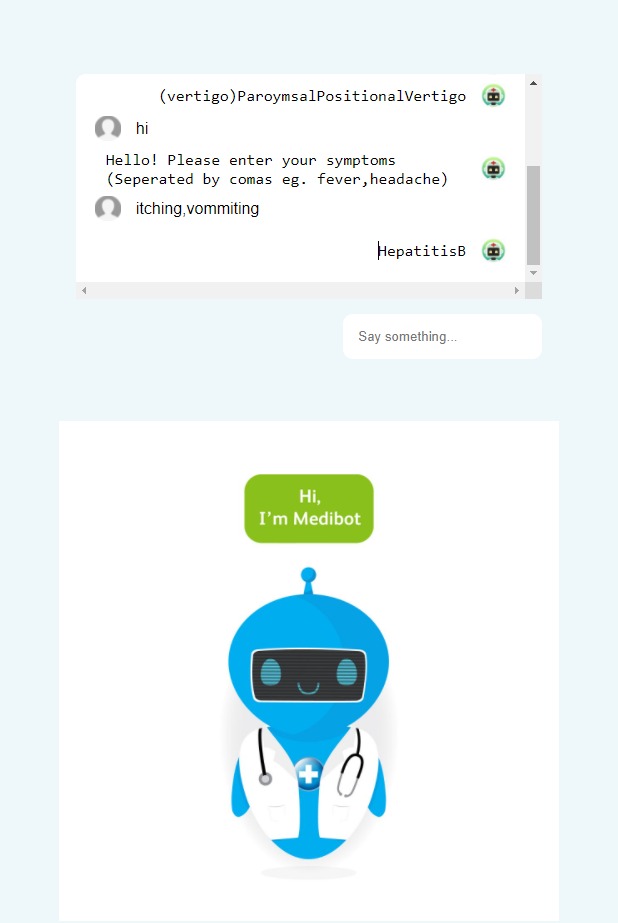 (vertigo)ParoymsalPositionalVertigo
hi
Hello! Please enter your symptoms
(Seperated by comas eg. fever,headache)
itching,vommiting
HepatitisB
Say something...
Hi,
I'm Medibot